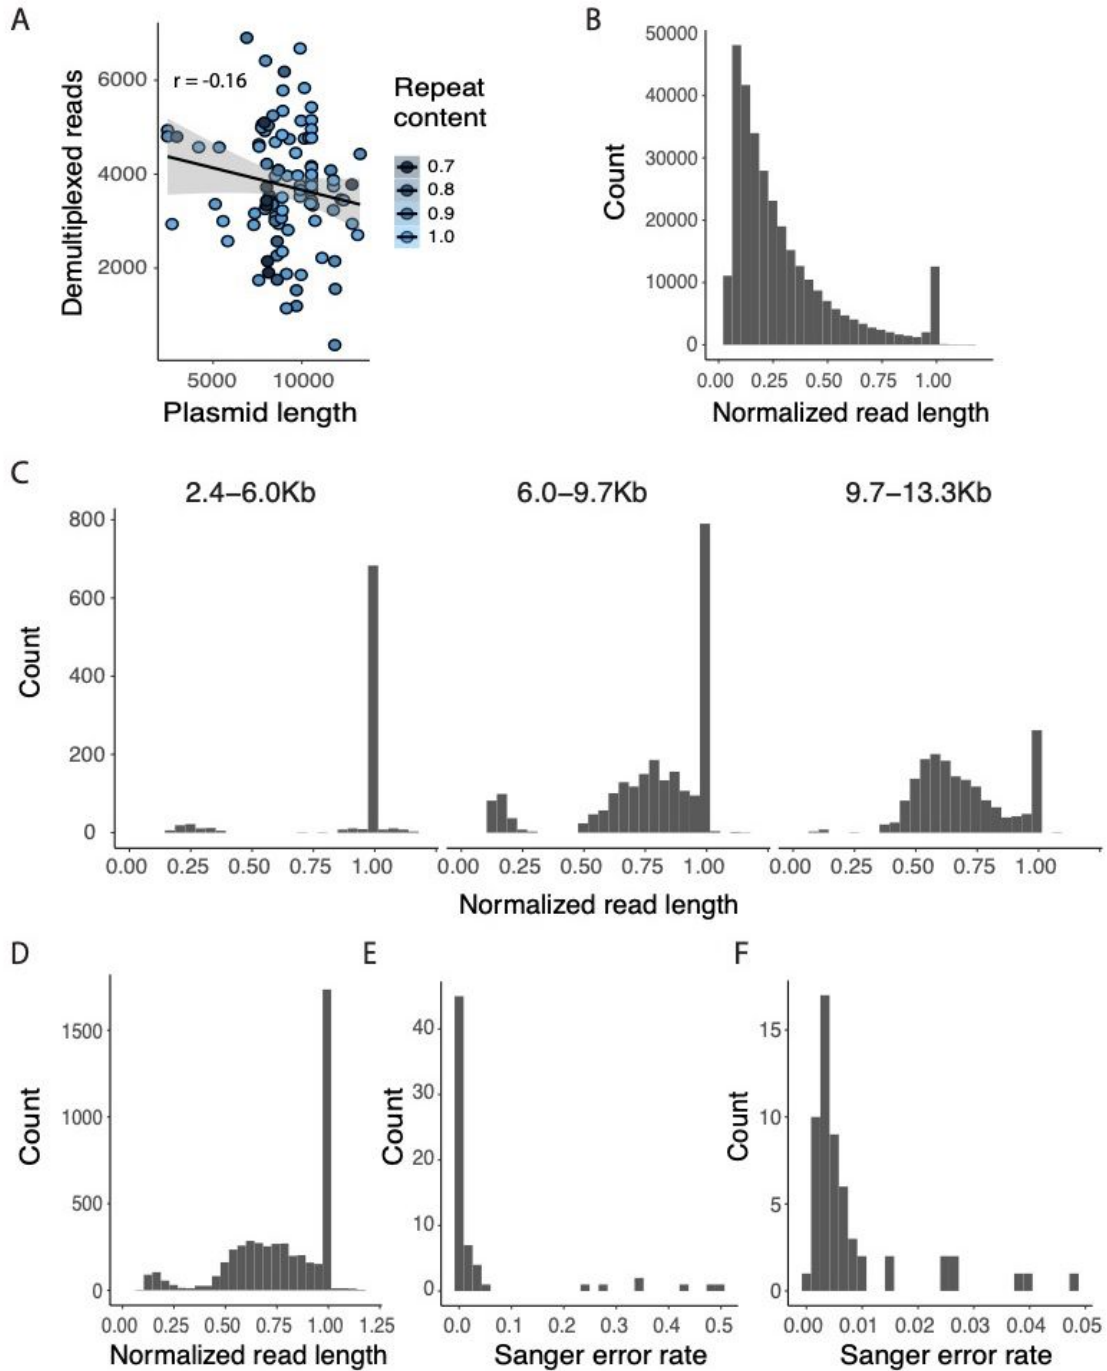 A
Demultiplexed reads
6000
4000
2000
r = -0.16
5000 10000
Plasmid length
Repeat
content
0.7
0.8
0.9
1.0
B
Count
50000
40000
30000
20000
10000
0
0.00 0.25 0.50 0.75 1.00
Normalized read length
C
2.4–6.0Kb 6.0–9.7Kb 9.7–13.3Kb
Count
800
600
400
200
0
0.00 0.25 0.50 0.75 1.00 0.00 0.25 0.50 0.75 1.00 0.00 0.25 0.50 0.75 1.00
Normalized read length
D
Count
1500
1000
500
0
0.00 0.25 0.50 0.75 1.00 1.25
Normalized read length
E
Count
40
30
20
10
0
0.0 0.1 0.2 0.3 0.4 0.5
Sanger error rate
F
Count
15
10
5
0
0.00 0.01 0.02 0.03 0.04 0.05
Sanger error rate